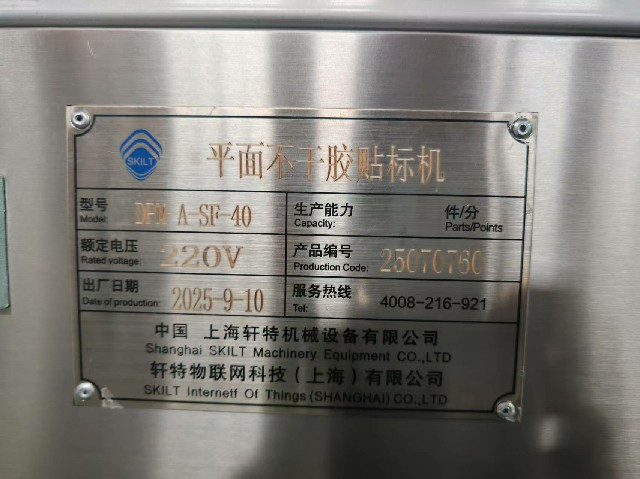 SKILT
平面不干胶贴标机
型号 DFM-A-SF-40 生产能力 件/分
Model: Capacity: Parts/Points
额定电压 220V 产品编号 25070760
Rated voltage: Production Code:
出厂日期 2025-9-10 服务热线 4008-216-921
Date of production: Tel:
中国 上海轩特机械设备有限公司
Shanghai SKILT Machinery Equipment CO.,LTD
轩特物联网科技(上海)有限公司
SKILT Internetf Of Things(SHANGHAI)CO.,LTD